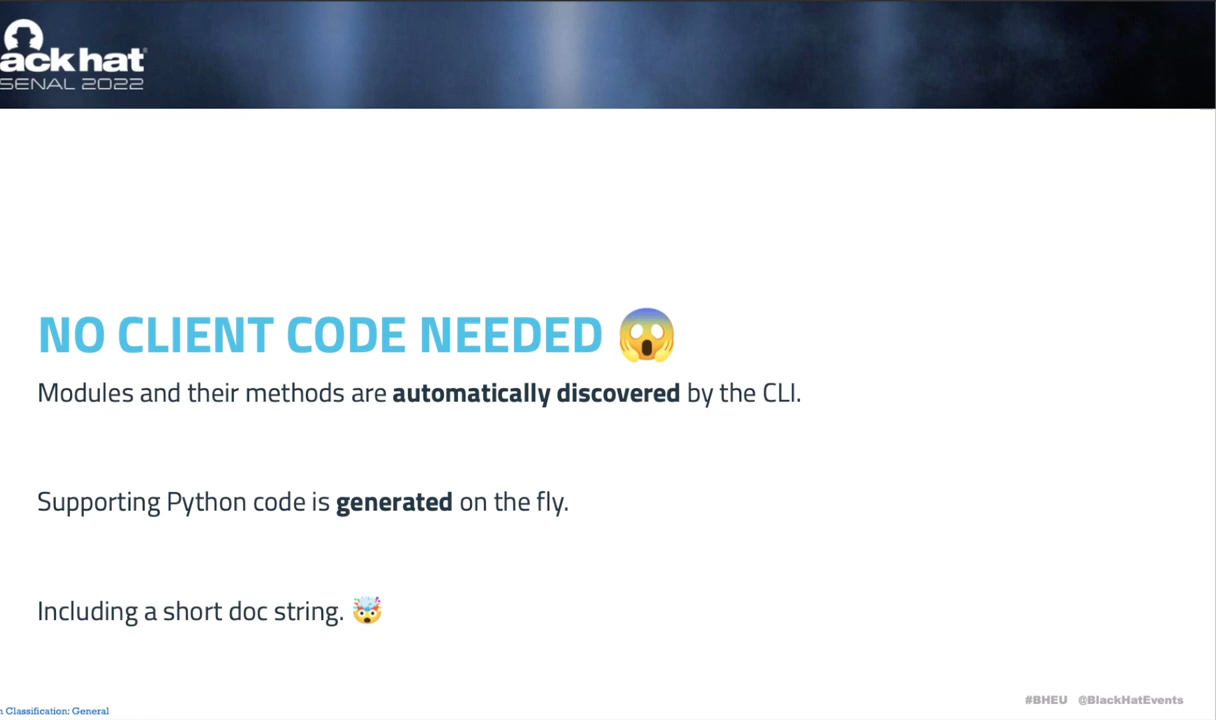 ack hat
SENAL 2022
NO CLIENT CODE NEEDED 😱
Modules and their methods are automatically discovered by the CLI.
Supporting Python code is generated on the fly.
Including a short doc string. 🤯
#BHEU @BlackHatEvents
n Classification: General